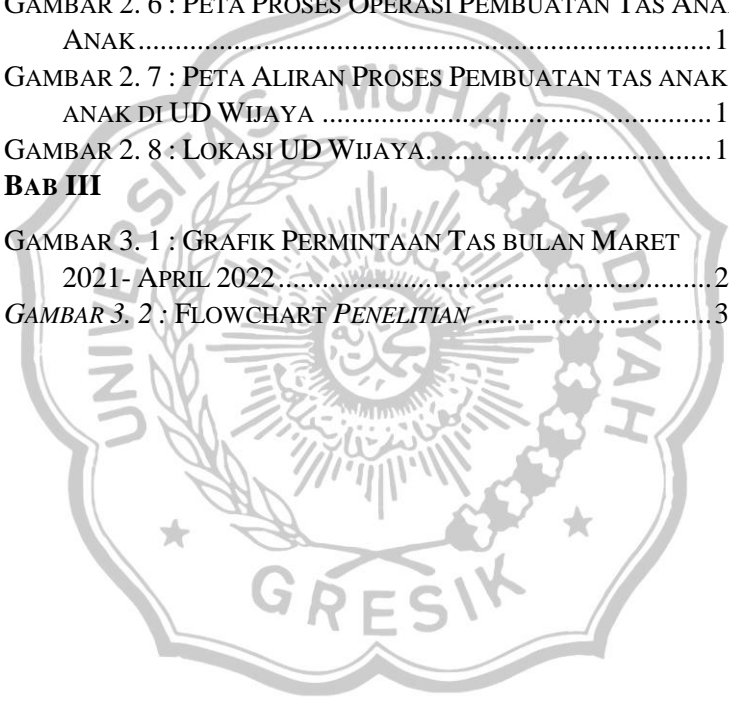 GAMBAR 2. 6 : PETA PROSES OPERASI PEMBUATAN TAS
ANAK....................................................................................1
GAMBAR 2. 7 : PETA ALIRAN PROSES PEMBUATAN TAS ANAK
ANAK DI UD WIJAYA ....................................................1
GAMBAR 2. 8 : LOKASI UD WIJAYA....................................1
BAB III
GAMBAR 3. 1 : GRAFIK PERMINTAAN TAS BULAN MARET
2021- APRIL 2022............................................................2
GAMBAR 3. 2 : FLOWCHART PENELITIAN ...........................3
UNIVERSITAS MUHAMMADIYAH
GRESIK